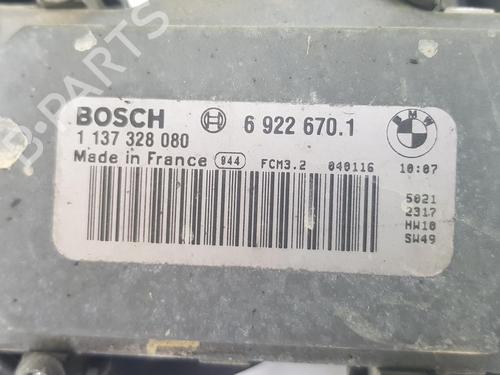 B-PARTS
BOSCH 6 922 670.1 BMW
1 137 328 080
Made in France 944 FCM3.2 040116 10:07
5021
2317
HW10
SW49